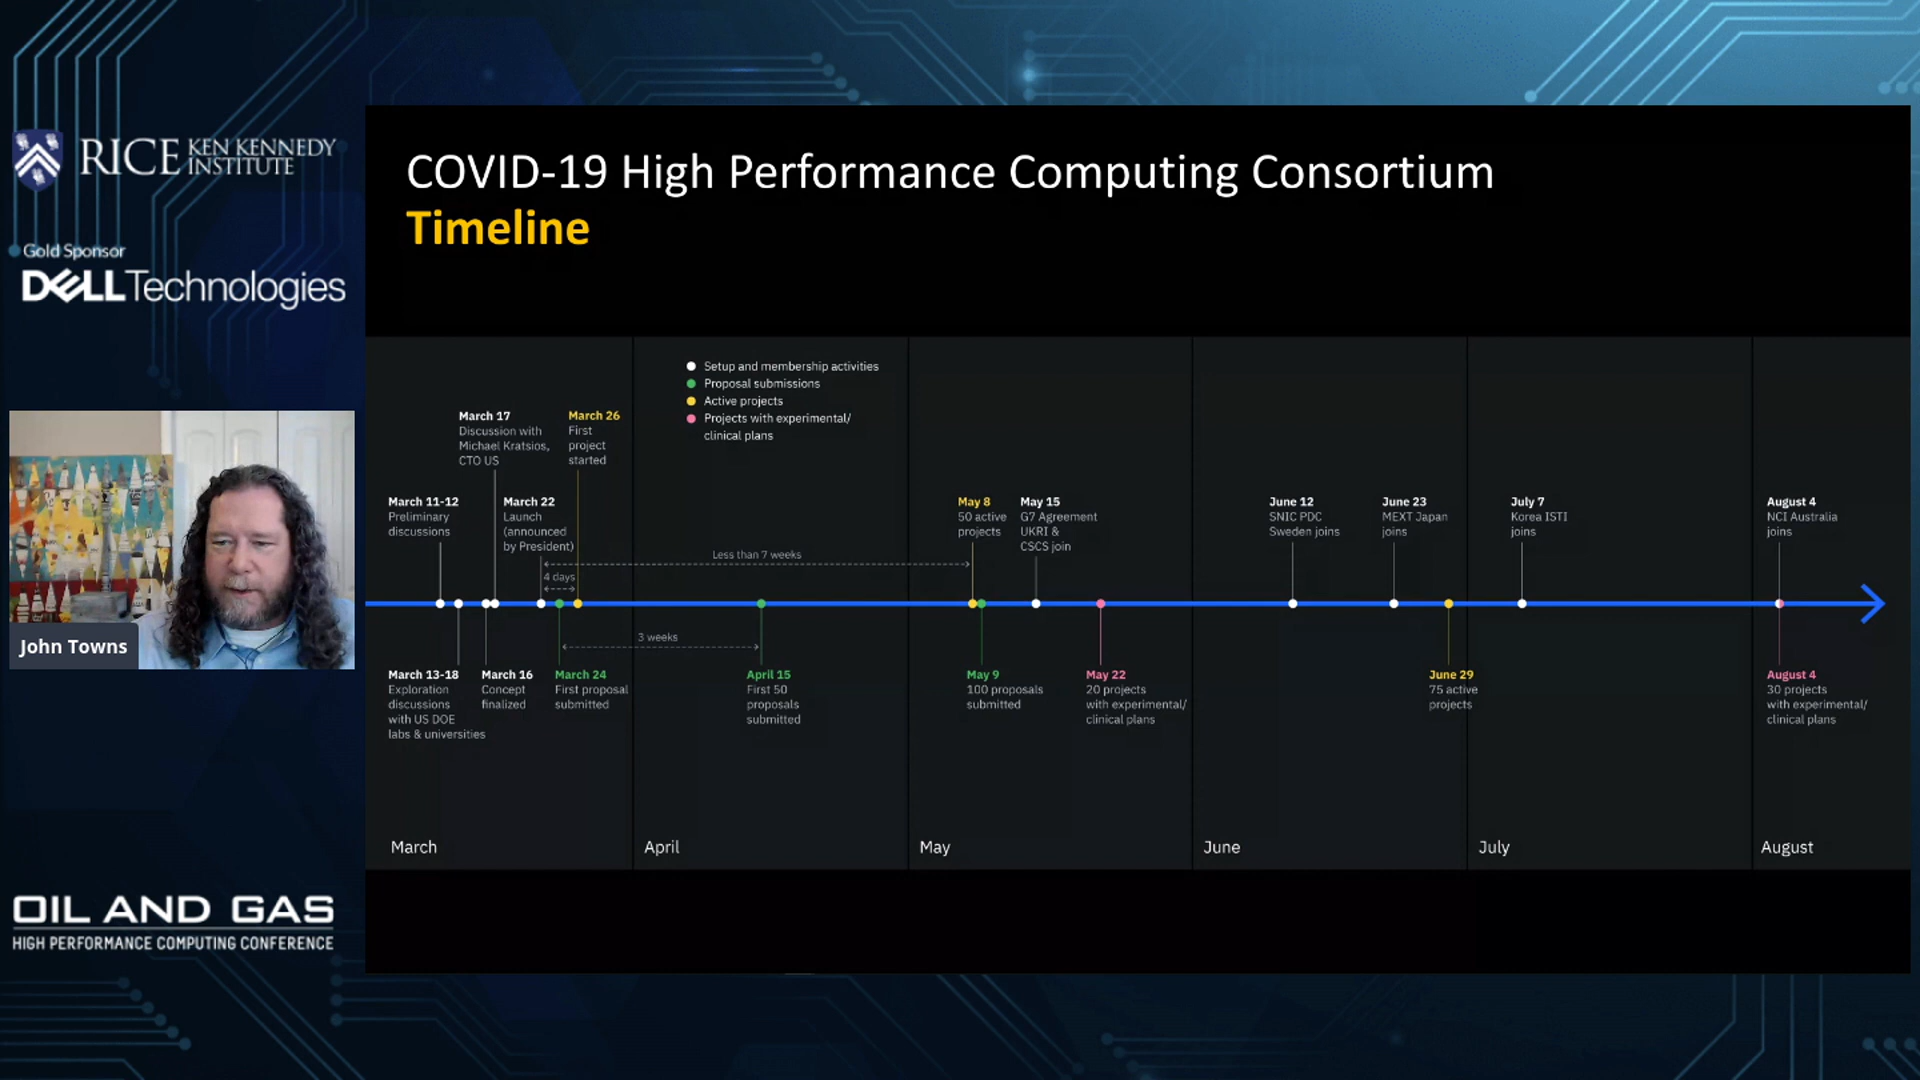 RICE KEN KENNEDY
INSTITUTE
Gold Sponsor
DELL Technologies
John Towns
OIL AND GAS
HIGH PERFORMANCE COMPUTING CONFERENCE
COVID-19 High Performance Computing Consortium
Timeline
Setup and membership activities
Proposal submissions
Active projects
Projects with experimental/
clinical plans
March 17
Discussion with
Michael Kratsios,
CTO US
March 26
First
project
started
March 11-12
Preliminary
discussions
March 22
Launch
(announced
by President)
May 8
50 active
projects
May 15
G7 Agreement
UKRI &
CSCS join
June 12
SNIC PDC
Sweden joins
June 23
MEXT Japan
joins
July 7
Korea ISTI
joins
August 4
NCI Australia
joins
Less than 7 weeks
4 days
3 weeks
March 13-18
Exploration
discussions
with US DOE
labs & universities
March 16
Concept
finalized
March 24
First proposal
submitted
April 15
First 50
proposals
submitted
May 9
100 proposals
submitted
May 22
20 projects
with experimental/
clinical plans
June 29
75 active
projects
August 4
30 projects
with experimental/
clinical plans
March
April
May
June
July
August